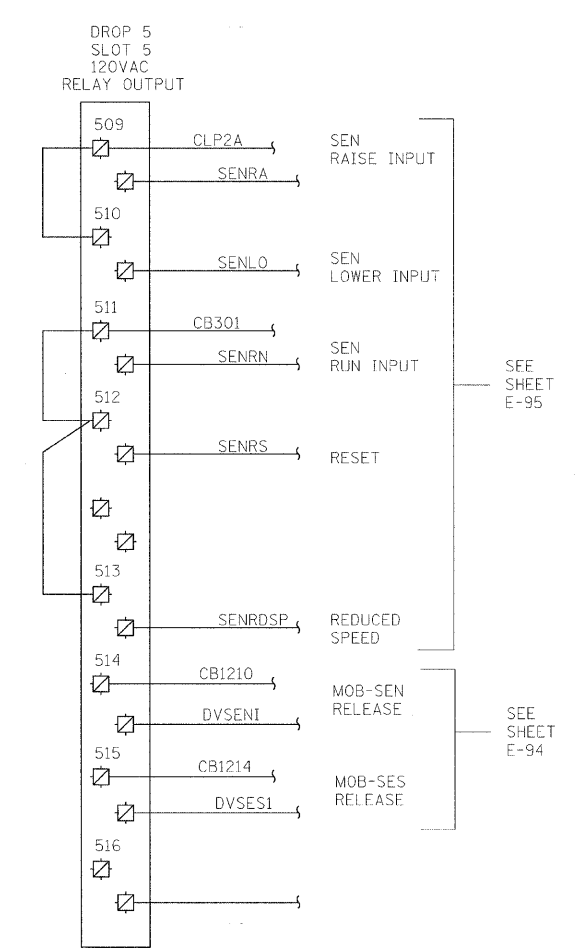 DROP 5
SLOT 5
120VAC
RELAY OUTPUT
509
CLP2A
SEN
RAISE INPUT
SENRA
510
SENLO
SEN
LOWER INPUT
511
CB301
SENRN
SEN
RUN INPUT
SEE
SHEET
E-95
512
SENRS
RESET
513
SENRDSP
REDUCED
SPEED
514
CB1210
MOB-SEN
RELEASE
DVSEN1
SEE
SHEET
E-94
515
CB1214
MOB-SES
RELEASE
DVSES1
516